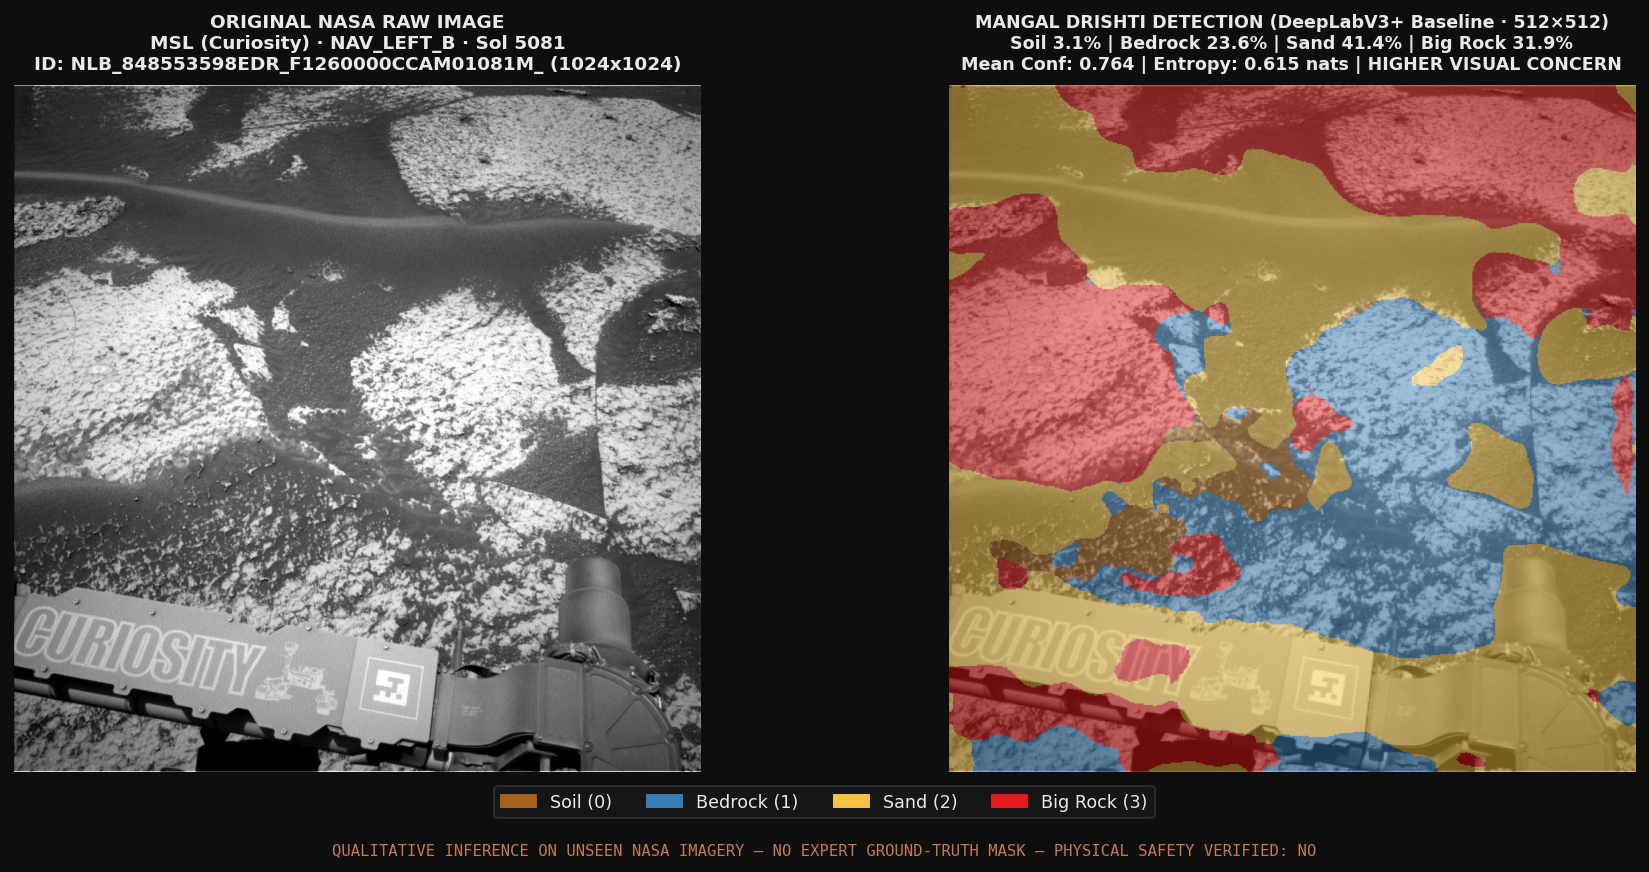 ORIGINAL NASA RAW IMAGE
MSL (Curiosity) · NAV_LEFT_B · Sol 5081
ID: NLB_848553598EDR_F1260000CCAM01081M_ (1024x1024)
MANGAL DRISHTI DETECTION (DeepLabV3+ Baseline · 512×512)
Soil 3.1% | Bedrock 23.6% | Sand 41.4% | Big Rock 31.9%
Mean Conf: 0.764 | Entropy: 0.615 nats | HIGHER VISUAL CONCERN
CURIOSITY
CURIOSITY
Soil (0)
Bedrock (1)
Sand (2)
Big Rock (3)
QUALITATIVE INFERENCE ON UNSEEN NASA IMAGERY — NO EXPERT GROUND-TRUTH MASK — PHYSICAL SAFETY VERIFIED: NO